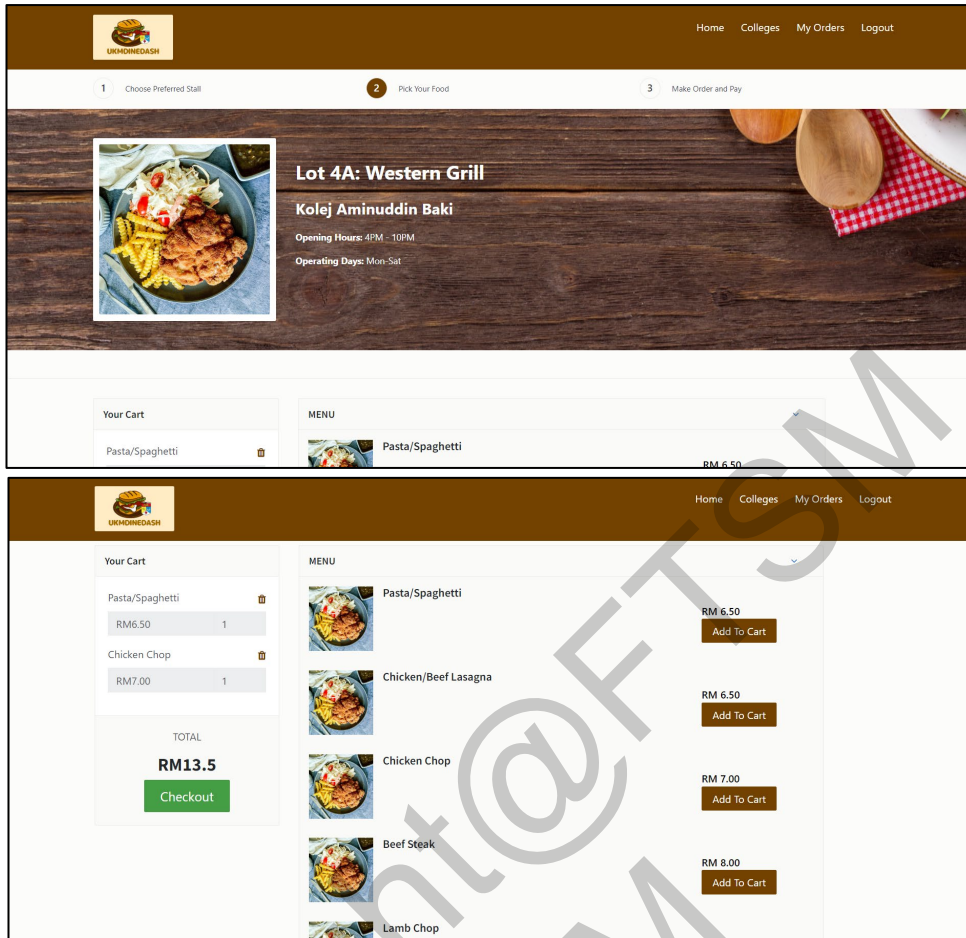 UKMDINEDASH
Home Colleges My Orders Logout
1 Choose Preferred Stall 2 Pick Your Food 3 Make Order and Pay
Lot 4A: Western Grill
Kolej Aminuddin Baki
Opening Hours: 4PM - 10PM
Operating Days: Mon-Sat
Your Cart
Pasta/Spaghetti
MENU
Pasta/Spaghetti
RM 6.50
UKMDINEDASH
Home Colleges My Orders Logout
Your Cart
Pasta/Spaghetti
RM6.50 1
Chicken Chop
RM7.00 1
TOTAL
RM13.5
Checkout
MENU
Pasta/Spaghetti
RM 6.50
Add To Cart
Chicken/Beef Lasagna
RM 6.50
Add To Cart
Chicken Chop
RM 7.00
Add To Cart
Beef Steak
RM 8.00
Add To Cart
Lamb Chop
ht@FTSM